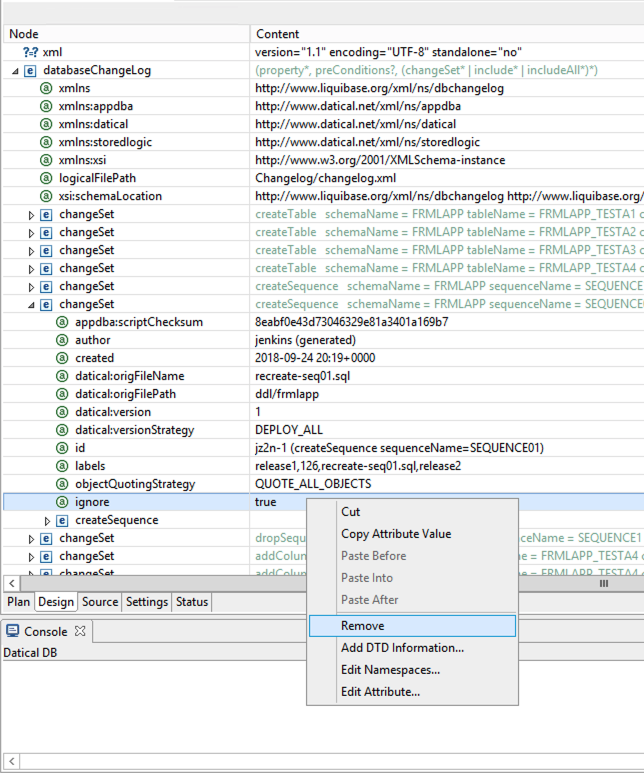 Node Content
?=? xml version="1.1" encoding="UTF-8" standalone="no"
e databaseChangeLog (property*, preConditions?, (changeSet* | include* | includeAll*)*)
a xmlns http://www.liquibase.org/xml/ns/dbchangelog
a xmlns:appdba http://www.datical.net/xml/ns/appdba
a xmlns:datical http://www.datical.net/xml/ns/datical
a xmlns:storedlogic http://www.datical.net/xml/ns/storedlogic
a xmlns:xsi http://www.w3.org/2001/XMLSchema-instance
a logicalFilePath Changelog/changelog.xml
a xsi:schemaLocation http://www.liquibase.org/xml/ns/dbchangelog http://www.liquibase.org/
e changeSet createTable schemaName = FRMLAPP tableName = FRMLAPP_TESTA1
e changeSet createTable schemaName = FRMLAPP tableName = FRMLAPP_TESTA2
e changeSet createTable schemaName = FRMLAPP tableName = FRMLAPP_TESTA3
e changeSet createTable schemaName = FRMLAPP tableName = FRMLAPP_TESTA4
e changeSet createSequence schemaName = FRMLAPP sequenceName = SEQUENCE
e changeSet createSequence schemaName = FRMLAPP sequenceName = SEQUENCE
a appdba:scriptChecksum 8eabf0e43d73046329e81a3401a169b7
a author jenkins (generated)
a created 2018-09-24 20:19+0000
a datical:origFileName recreate-seq01.sql
a datical:origFilePath ddl/frmlapp
a datical:version 1
a datical:versionStrategy DEPLOY_ALL
a id jz2n-1 (createSequence sequenceName=SEQUENCE01)
a labels release1,126,recreate-seq01.sql,release2
a objectQuotingStrategy QUOTE_ALL_OBJECTS
a ignore true
e createSequence
e changeSet dropSequ enceName = SEQUENCE1
e changeSet addColun e = FRMLAPP_TESTA4 c
e changeSet addColun e = FRMLAPP_TESTA4 c
Cut
Copy Attribute Value
Paste Before
Paste Into
Paste After
Remove
Add DTD Information...
Edit Namespaces...
Edit Attribute...
Plan Design Source Settings Status
Console
Datical DB